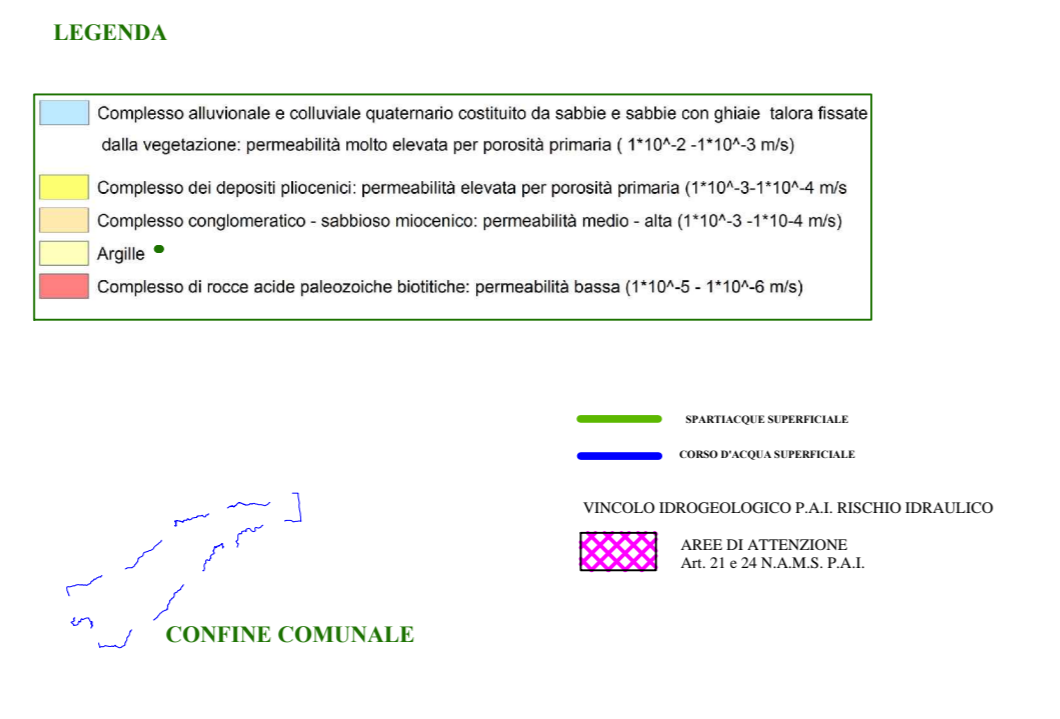 LEGENDA
Complesso alluvionale e colluviale quaternario costituito da sabbie e sabbie con ghiaie talora fissate
dalla vegetazione: permeabilità molto elevata per porosità primaria ( 1*10^-2 -1*10^-3 m/s)
Complesso dei depositi pliocenici: permeabilità elevata per porosità primaria (1*10^-3-1*10^-4 m/s
Complesso conglomeratico - sabbioso miocenico: permeabilità medio - alta (1*10^-3 -1*10-4 m/s)
Argille
Complesso di rocce acide paleozoiche biotitiche: permeabilità bassa (1*10^-5 - 1*10^-6 m/s)
SPARTIACQUE SUPERFICIALE
CORSO D'ACQUA SUPERFICIALE
VINCOLO IDROGEOLOGICO P.A.I. RISCHIO IDRAULICO
AREE DI ATTENZIONE
Art. 21 e 24 N.A.M.S. P.A.I.
CONFINE COMUNALE